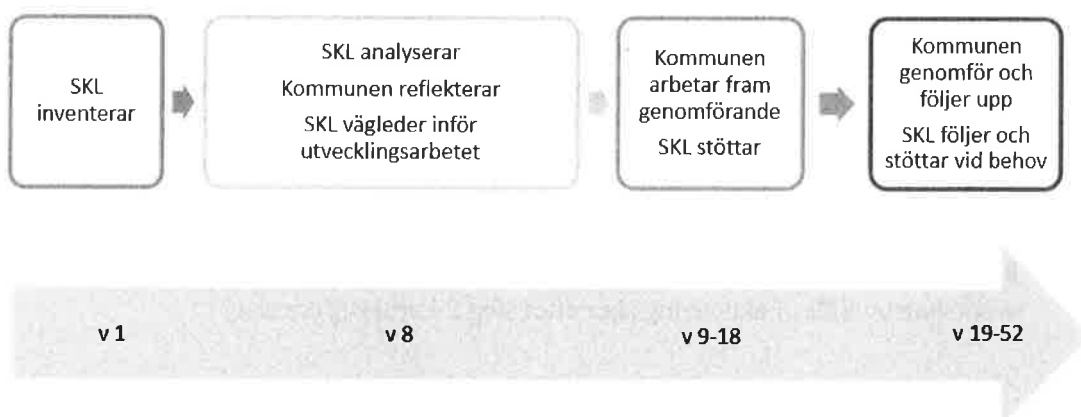 SKL
inventerar
SKL analyserar
Kommunen reflekterar
SKL vägleder inför
utvecklingsarbetet
Kommunen
arbetar fram
genomförande
SKL stöttar
Kommunen
genomför och
följer upp
SKL följer och
stöttar vid behov
v 1
v 8
v 9-18
v 19-52